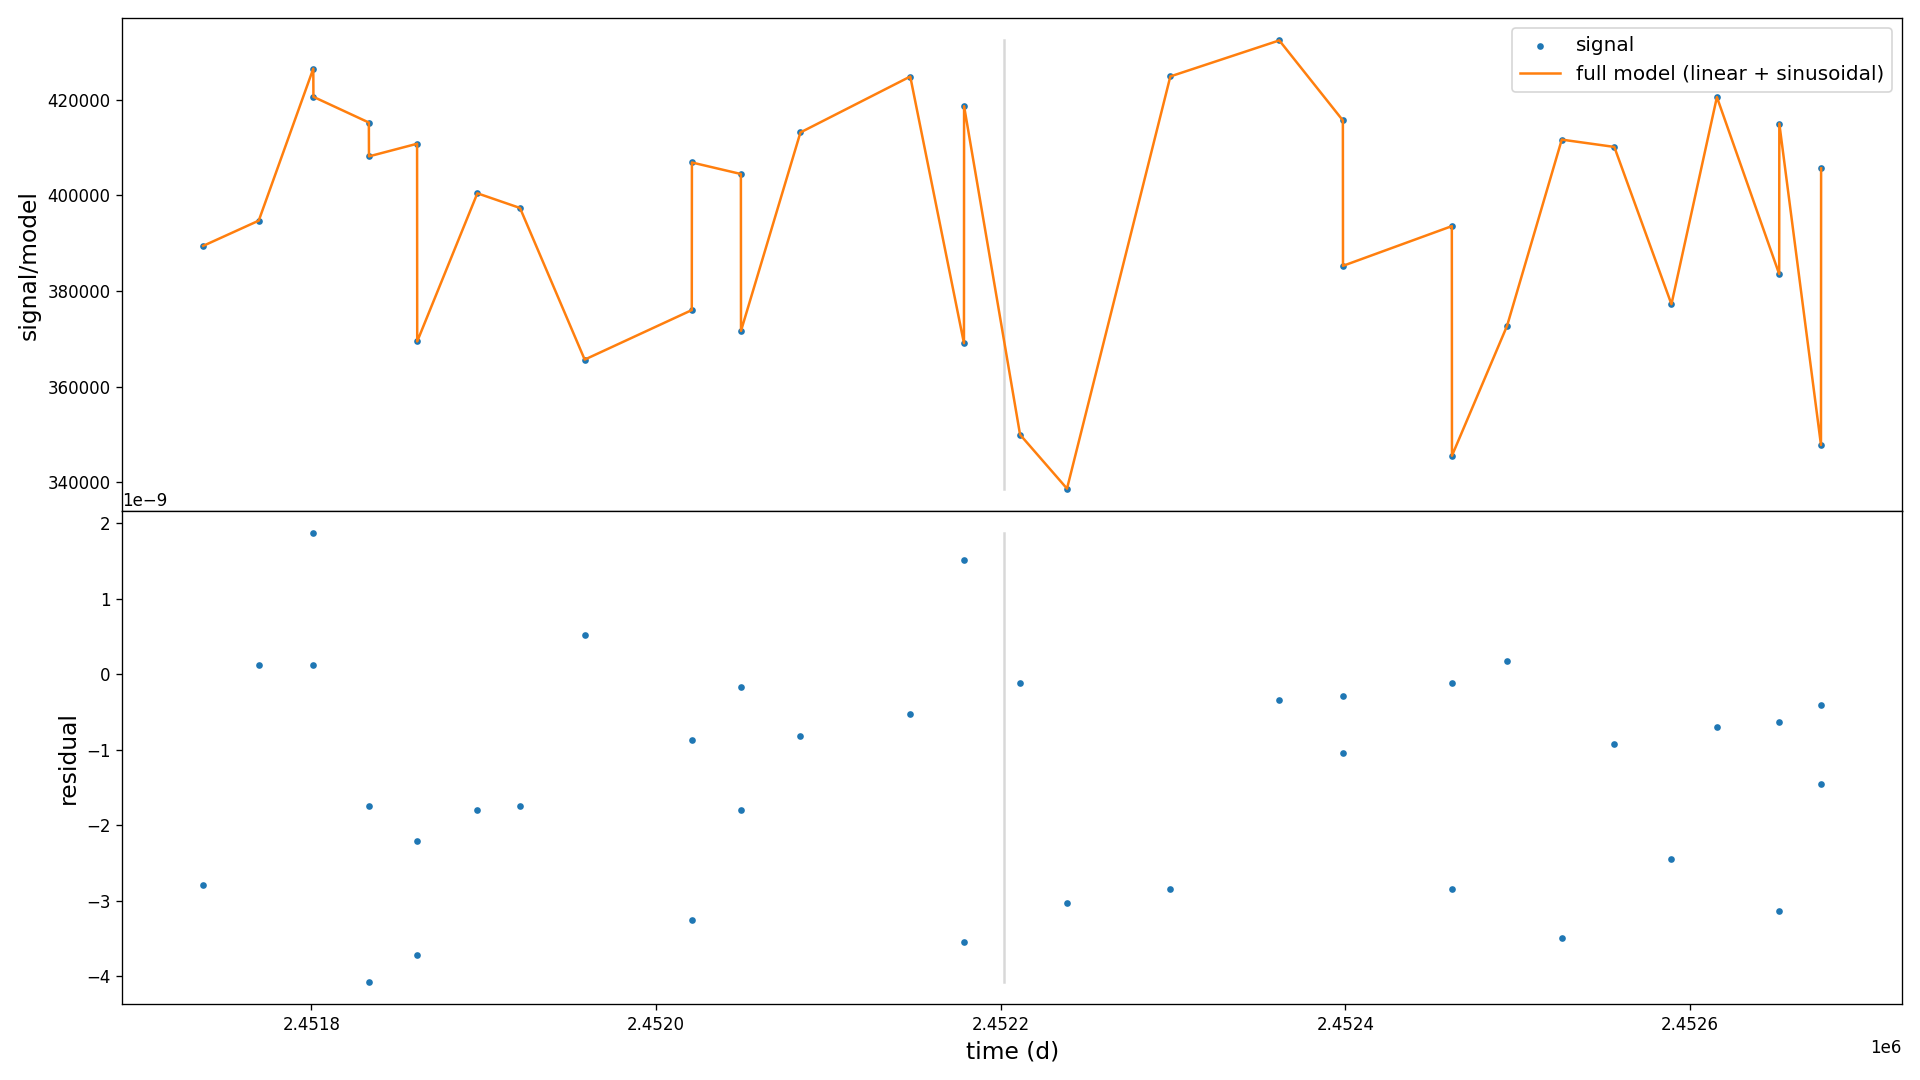 signal
full model (linear + sinusoidal)
420000
400000
380000
360000
340000
signal/model
1e−9
2
1
0
−1
−2
−3
−4
residual
2.4518 2.4520 2.4522 2.4524 2.4526
1e6
time (d)